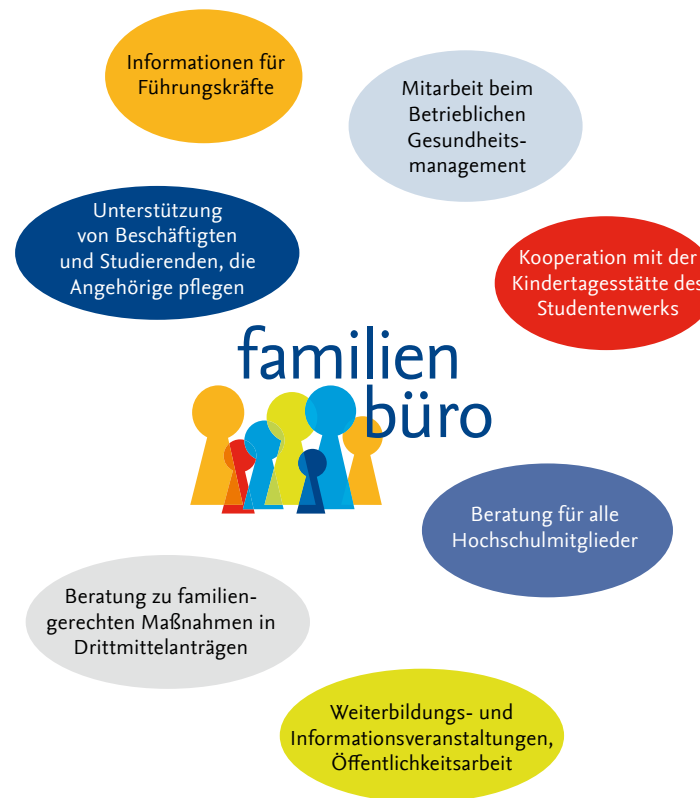 Informationen für
Führungskräfte
Mitarbeit beim
Betrieblichen
Gesundheits-
management
Unterstützung
von Beschäftigten
und Studierenden, die
Angehörige pflegen
Kooperation mit der
Kindertagesstätte des
Studentenwerks
familien
büro
Beratung für alle
Hochschulmitglieder
Beratung zu familien-
gerechten Maßnahmen in
Drittmittelanträgen
Weiterbildungs- und
Informationsveranstaltungen,
Öffentlichkeitsarbeit